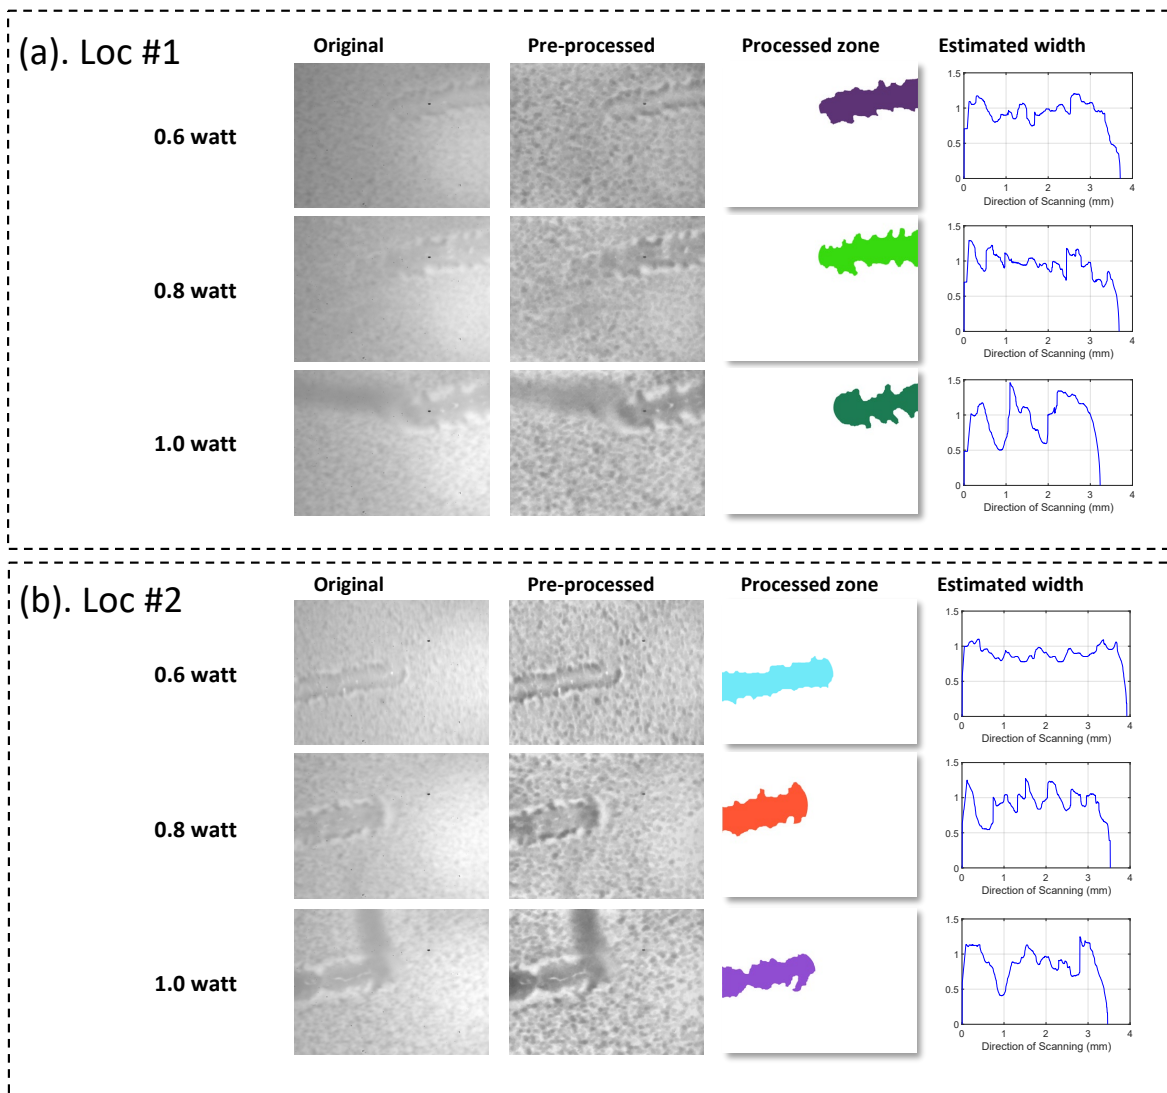 (a). Loc #1
Original Pre-processed Processed zone Estimated width
0.6 watt
1.5
1
0.5
0
0 1 2 3 4
Direction of Scanning (mm)
0.8 watt
1.5
1
0.5
0
0 1 2 3 4
Direction of Scanning (mm)
1.0 watt
1.5
1
0.5
0
0 1 2 3 4
Direction of Scanning (mm)
(b). Loc #2
Original Pre-processed Processed zone Estimated width
0.6 watt
1.5
1
0.5
0
0 1 2 3 4
Direction of Scanning (mm)
0.8 watt
1.5
1
0.5
0
0 1 2 3 4
Direction of Scanning (mm)
1.0 watt
1.5
1
0.5
0
0 1 2 3 4
Direction of Scanning (mm)